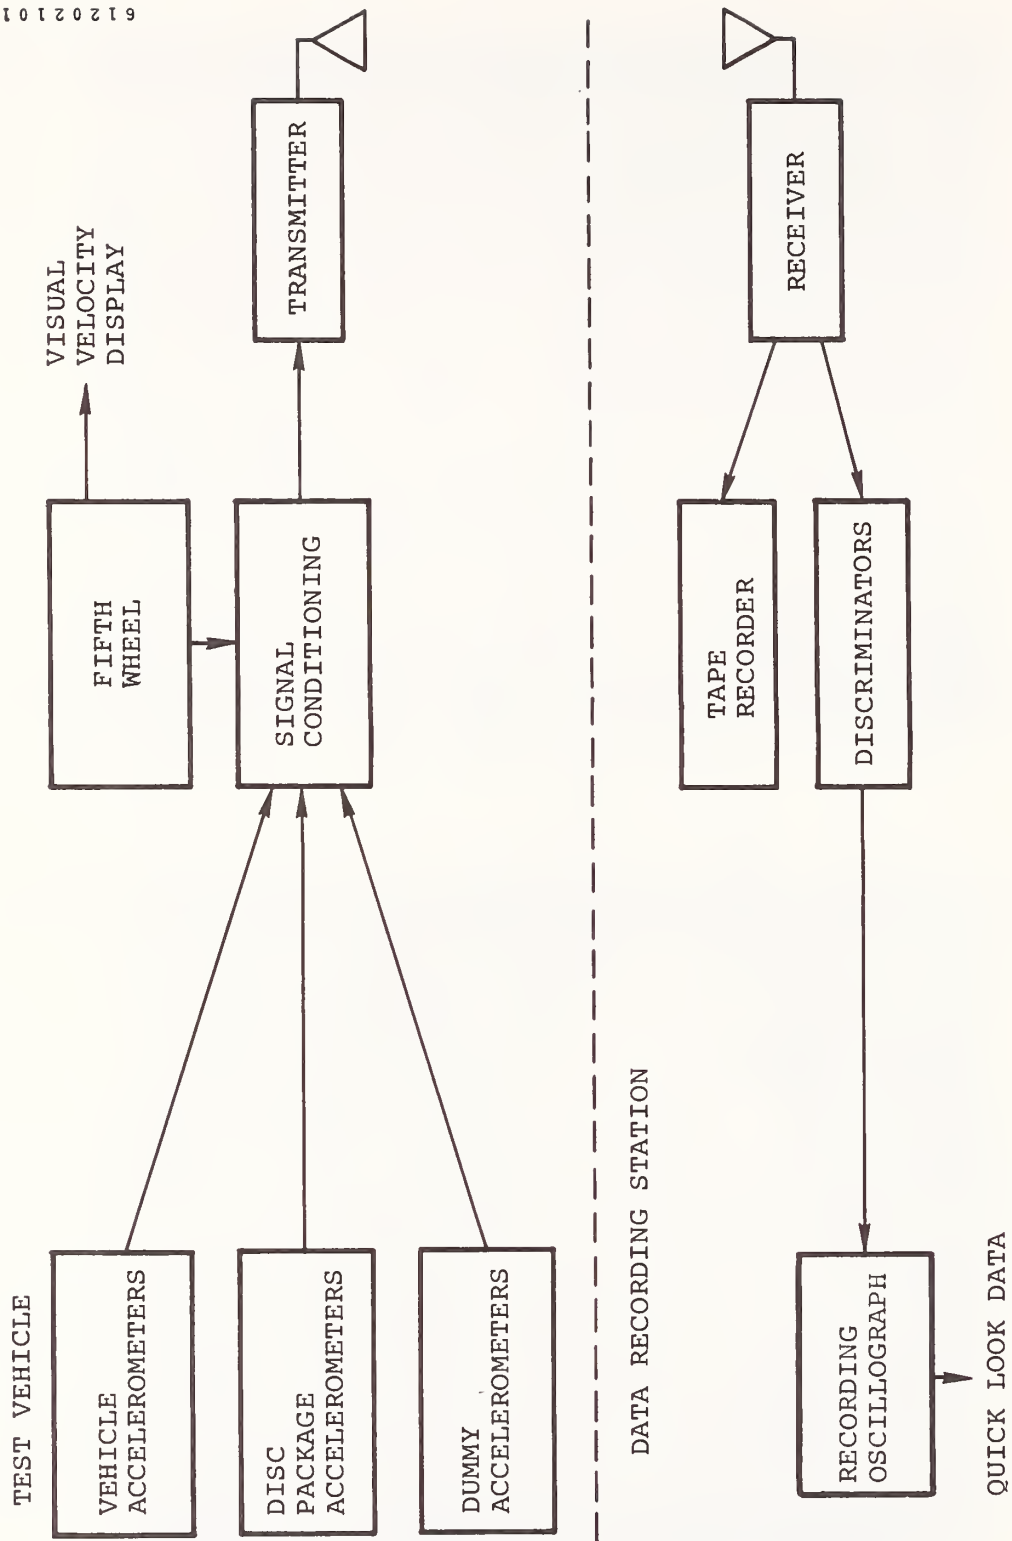 61202101
TEST VEHICLE
VEHICLE
ACCELEROMETERS
DISC
PACKAGE
ACCELEROMETERS
DUMMY
ACCELEROMETERS
FIFTH
WHEEL
SIGNAL
CONDITIONING
VISUAL
VELOCITY
DISPLAY
TRANSMITTER
DATA RECORDING STATION
RECORDING
OSCILLOGRAPH
QUICK LOOK DATA
TAPE
RECORDER
DISCRIMINATORS
RECEIVER